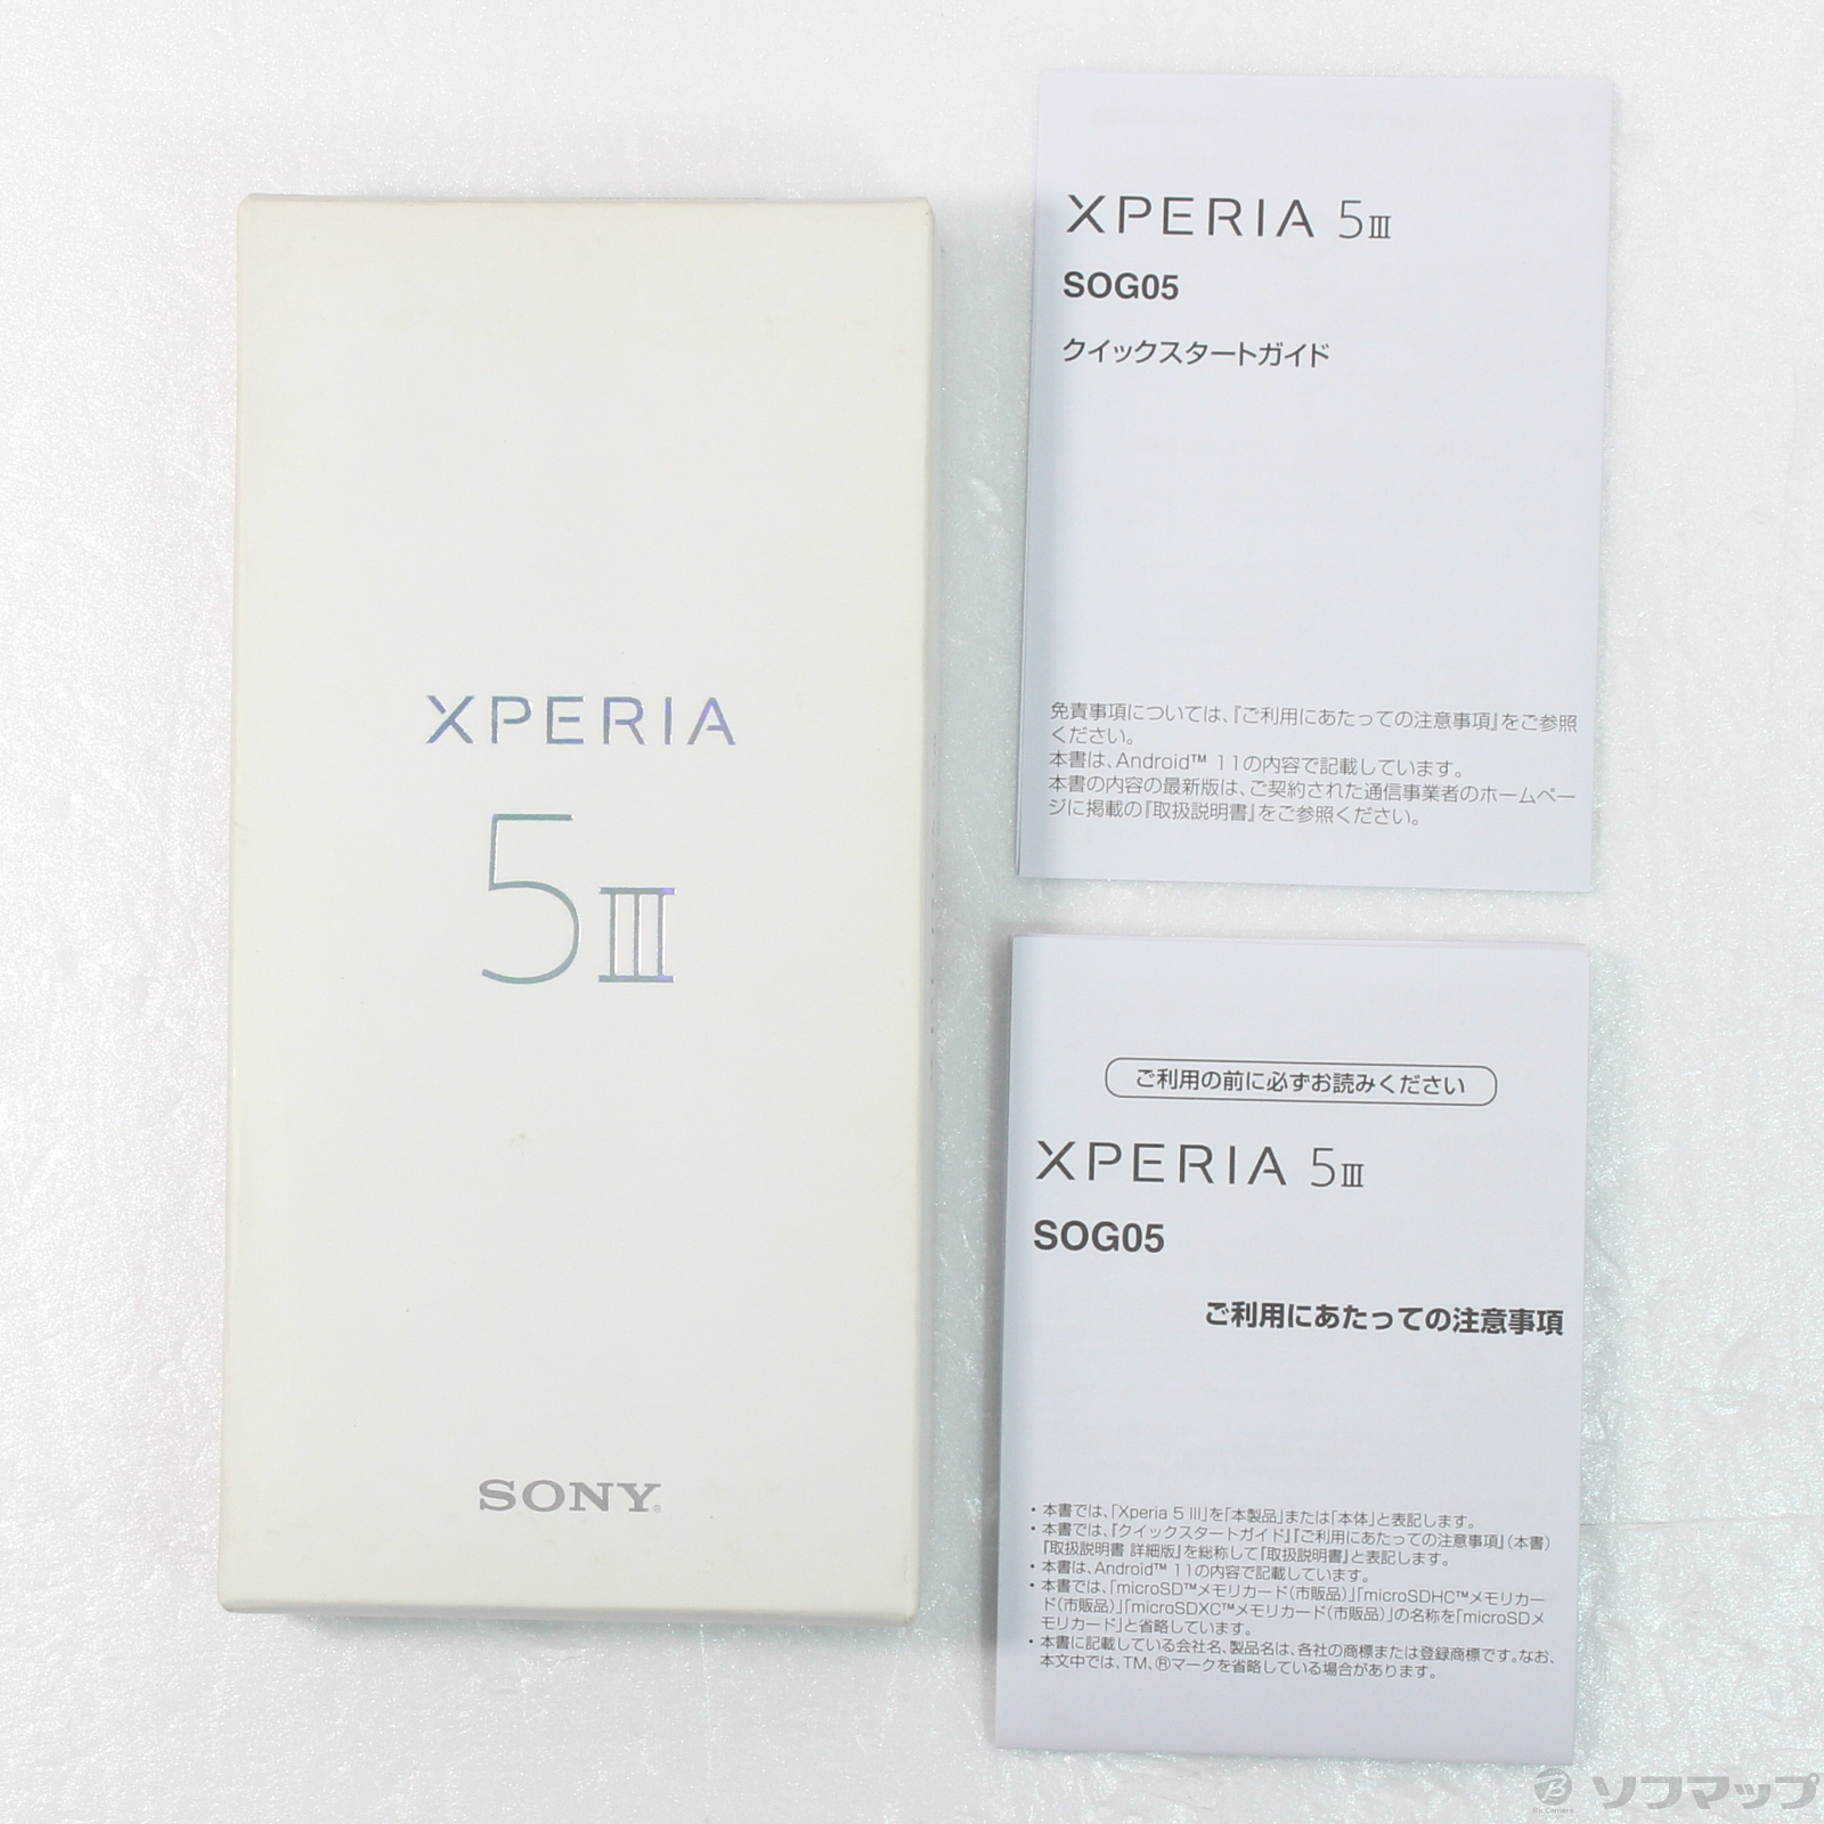 XPERIA
5III
SONY
XPERIA 5III
SOG05
クイックスタートガイド
免責事項については、『ご利用にあたっての注意事項』をご参照
ください。
本書は、Android™ 11の内容で記載しています。
本書の内容の最新版は、ご契約された通信事業者のホームペー
ジに掲載の『取扱説明書』をご参照ください。
ご利用の前に必ずお読みください
XPERIA 5III
SOG05
ご利用にあたっての注意事項
・本書では、「Xperia 5 III」を「本製品」または「本体」と表記します。
・本書では、『クイックスタートガイド』『ご利用にあたっての注意事項』（本書）
『取扱説明書 詳細版』を総称して『取扱説明書』と表記します。
・本書は、Android™ 11の内容で記載しています。
・本書では、「microSD™メモリカード（市販品）」「microSDHC™メモリカー
ド（市販品）」「microSDXC™メモリカード（市販品）」の名称を「microSDメ
モリカード」と省略しています。
・本書に記載している会社名、製品名は、各社の商標または登録商標です。なお、
本文中では、TM、®マークを省略している場合があります。
ソフマップ